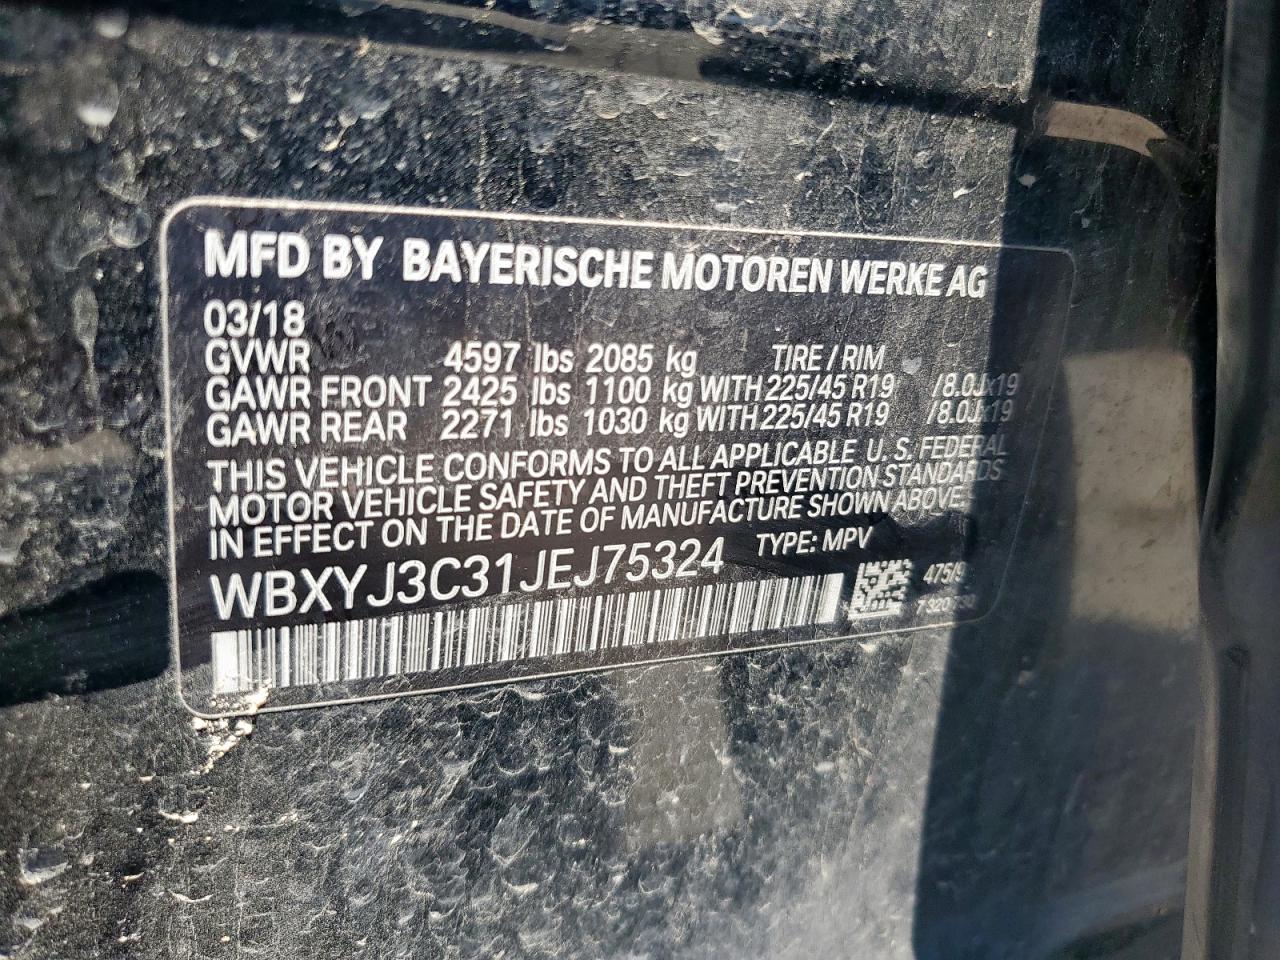 MFD BY BAYERISCHE MOTOREN WERKE AG
03/18
GVWR 4597 lbs 2085 kg TIRE / RIM
GAWR FRONT 2425 lbs 1100 kg WITH 225/45 R19 /8.0Jx19
GAWR REAR 2271 lbs 1030 kg WITH 225/45 R19 /8.0Jx19
THIS VEHICLE CONFORMS TO ALL APPLICABLE U.S. FEDERAL
MOTOR VEHICLE SAFETY AND THEFT PREVENTION STANDARDS
IN EFFECT ON THE DATE OF MANUFACTURE SHOWN ABOVE.
WBXYJ3C31JEJ75324 TYPE: MPV
475/9